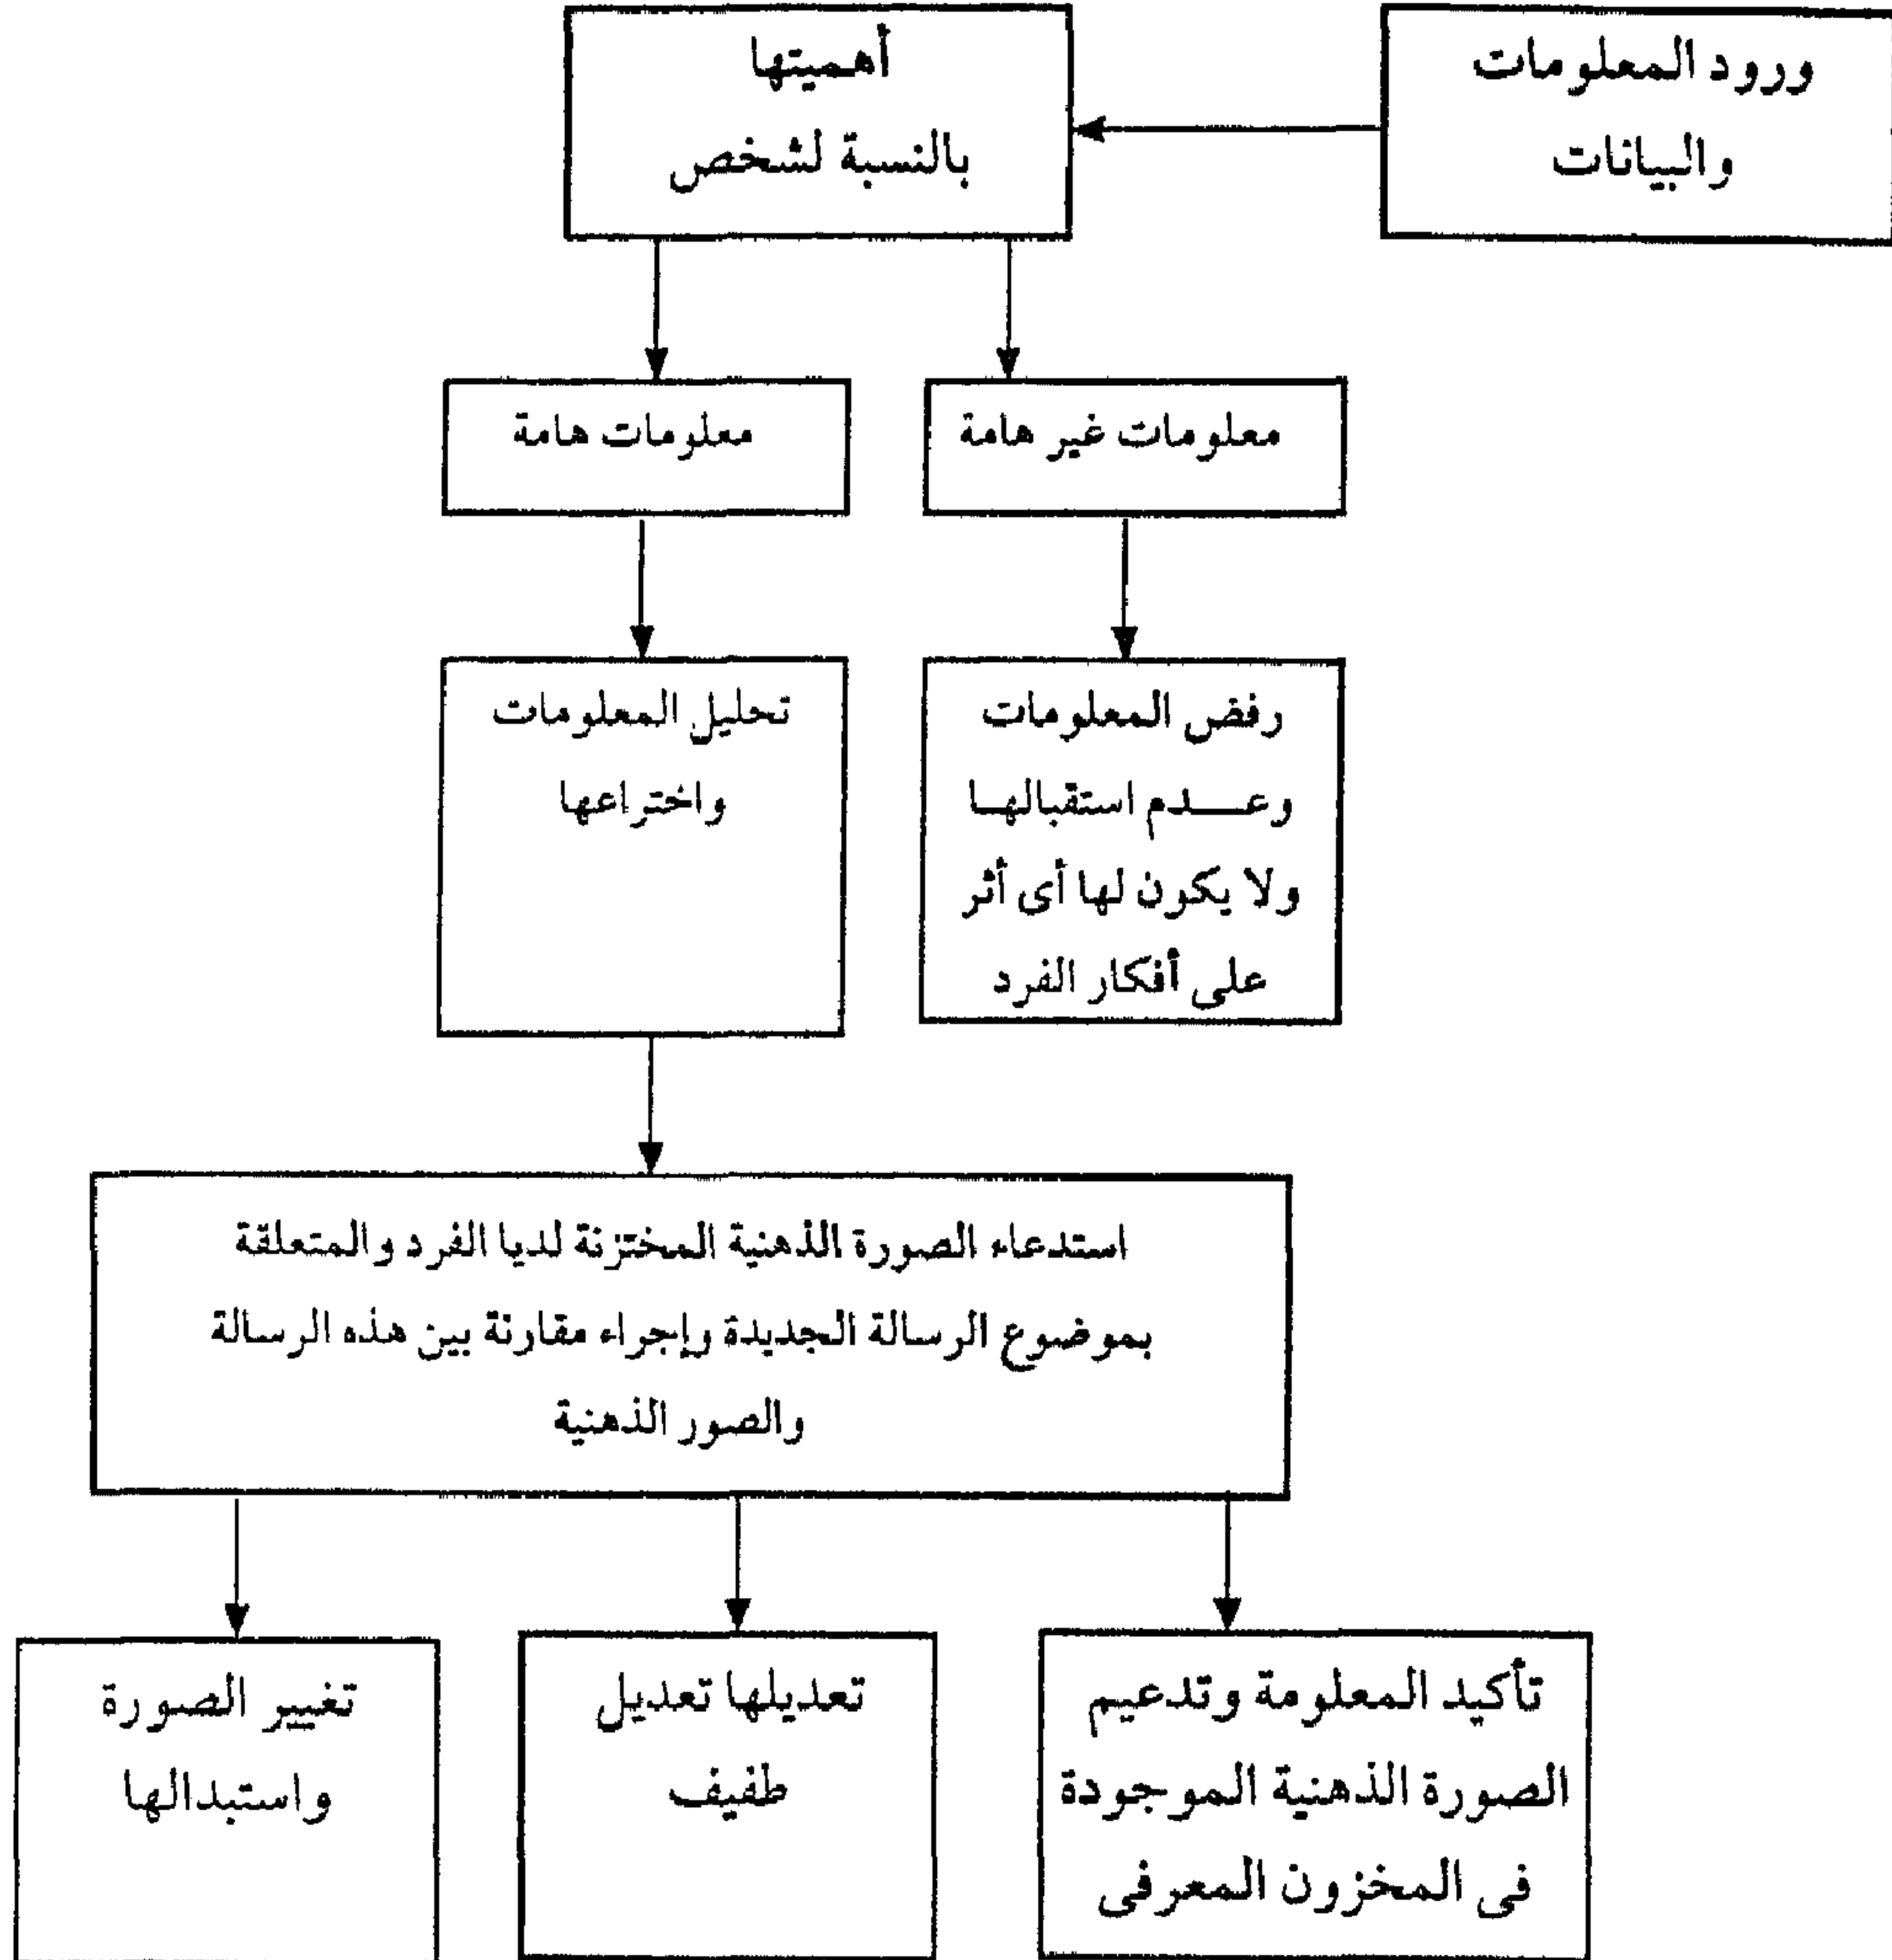 ورود المعلومات
والبيانات
أهميتها
بالنسبة لشخص
معلومات غير هامة
معلومات هامة
رفض المعلومات
وعدم استقبالها
ولا يكون لها أى أثر
على أفكار الفرد
تحليل المعلومات
واختراعها
استدعاء الصورة الذهنية المختزنة لديا الفرد والمتعلقة
بموضوع الرسالة الجديدة وإجراء مقارنة بين هذه الرسالة
والصور الذهنية
تأكيد المعلومة وتدعيم
الصورة الذهنية الموجودة
فى المخزون المعرفى
تعديلها تعديل
طفيف
تغيير الصورة
واستبدالها